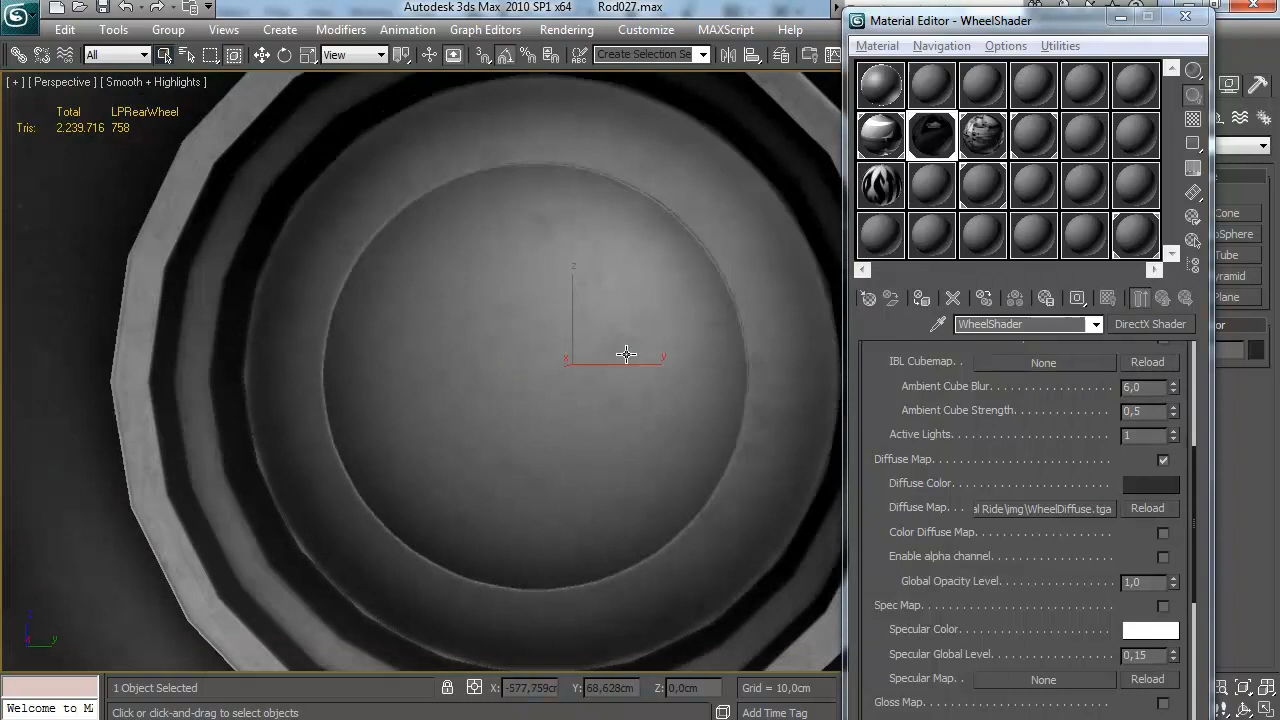 Autodesk 3ds Max 2010 SP1 x64 Rod027.max
Edit Tools Group Views Create Modifiers Animation Graph Editors Rendering Customize MAXScript Help
All View Create Selection Se
[ + ] [ Perspective ] [ Smooth + Highlights ]
Total LPRearWheel
Tris: 2.239.716 758
z
x y
z
x y
Material Editor - WheelShader
Material Navigation Options Utilities
WheelShader DirectX Shader
IBL Cubemap. . None Reload
Ambient Cube Blur. 6,0
Ambient Cube Strength. 0,5
Active Lights. 1
Diffuse Map.
Diffuse Color.
Diffuse Map. . . al Ride\img\WheelDiffuse.tga Reload
Color Diffuse Map.
Enable alpha channel.
Global Opacity Level. 1,0
Spec Map.
Specular Color.
Specular Global Level. 0,15
Specular Map. . None Reload
Gloss Map.
Cone
oSphere
Tube
yramid
Plane
or
1 Object Selected X: -577,759cr Y: 68,628cm Z: 0,0cm Grid = 10,0cm
Welcome to M Click or click-and-drag to select objects Add Time Tag